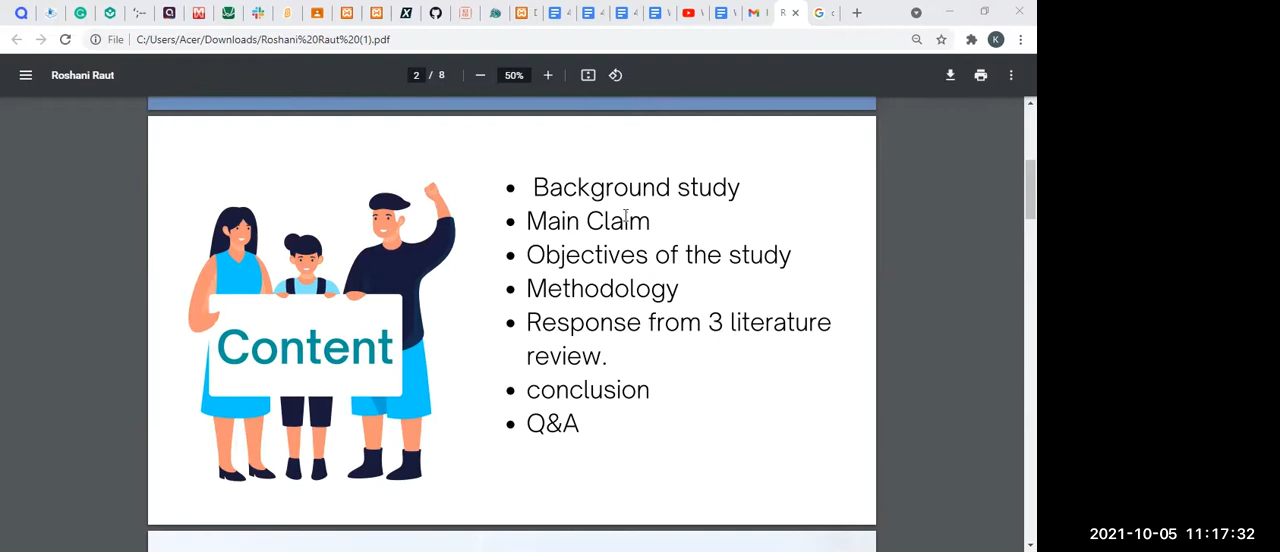 File C:/Users/Acer/Downloads/Roshani%20Raut%20(1).pdf
K
Roshani Raut
2 / 8
50%
Background study
Main Claim
Objectives of the study
Methodology
Response from 3 literature
review.
conclusion
Q&A
Content
2021-10-05 11:17:32